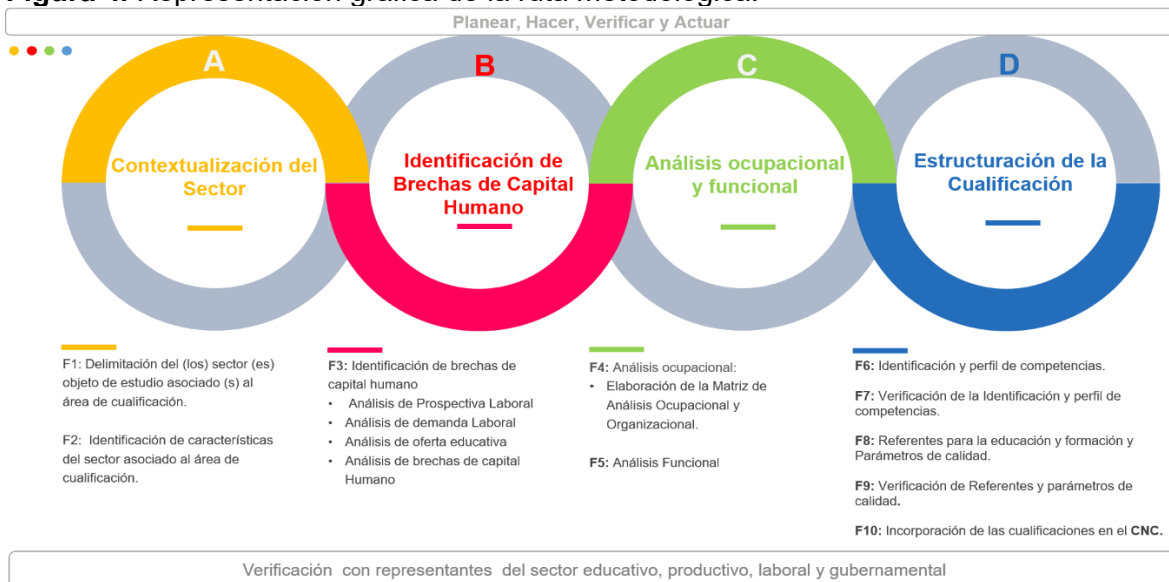 Planear, Hacer, Verificar y Actuar
A
B
C
D
Contextualización del
Sector
Identificación de
Brechas de Capital
Humano
Análisis ocupacional
y funcional
Estructuración de la
Cualificación
F1: Delimitación del (los) sector (es)
objeto de estudio asociado (s) al
área de cualificación.
F2: Identificación de características
del sector asociado al área de
cualificación.
F3: Identificación de brechas de
capital humano
• Análisis de Prospectiva Laboral
• Análisis de demanda Laboral
• Análisis de oferta educativa
• Análisis de brechas de capital
Humano
F4: Análisis ocupacional:
• Elaboración de la Matriz de
Análisis Ocupacional y
Organizacional.
F5: Análisis Funcional
F6: Identificación y perfil de competencias.
F7: Verificación de la Identificación y perfil de
competencias.
F8: Referentes para la educación y formación y
Parámetros de calidad.
F9: Verificación de Referentes y parámetros de
calidad.
F10: Incorporación de las cualificaciones en el CNC.
Verificación con representantes del sector educativo, productivo, laboral y gubernamental